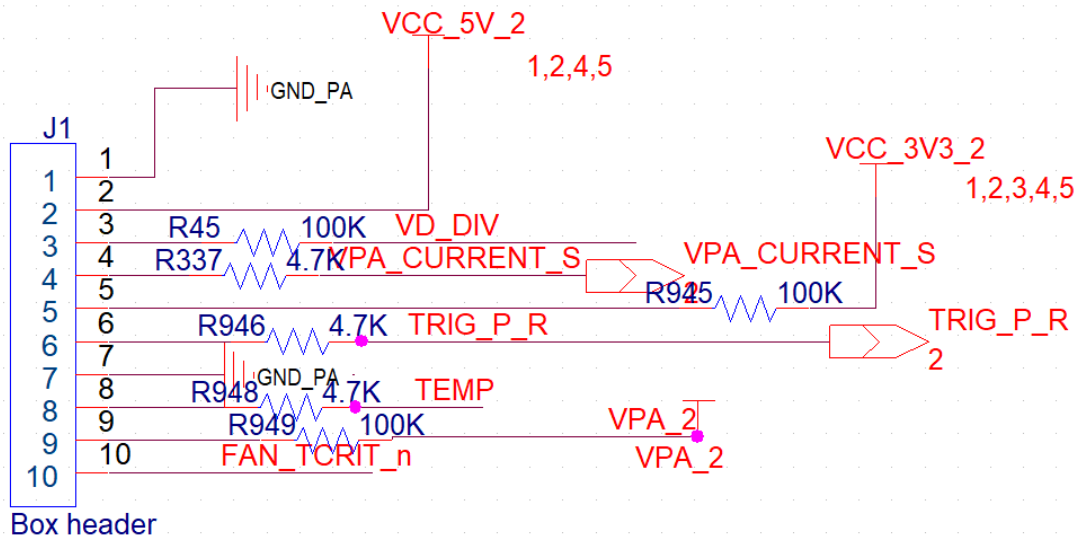 VCC_5V_2
1,2,4,5
GND_PA
J1
VCC_3V3_2
1,2,3,4,5
1 1
2 2
3 3 R45 100K VD_DIV
4 4 R337 4.7K VPA_CURRENT_S VPA_CURRENT_S
2
5 5 R945 100K
6 6 R946 4.7K TRIG_P_R TRIG_P_R
2
7 7 GND_PA
8 8 R948 4.7K TEMP
9 9 R949 100K VPA_2
VPA_2
10 10 FAN_TCRIT_n
Box header